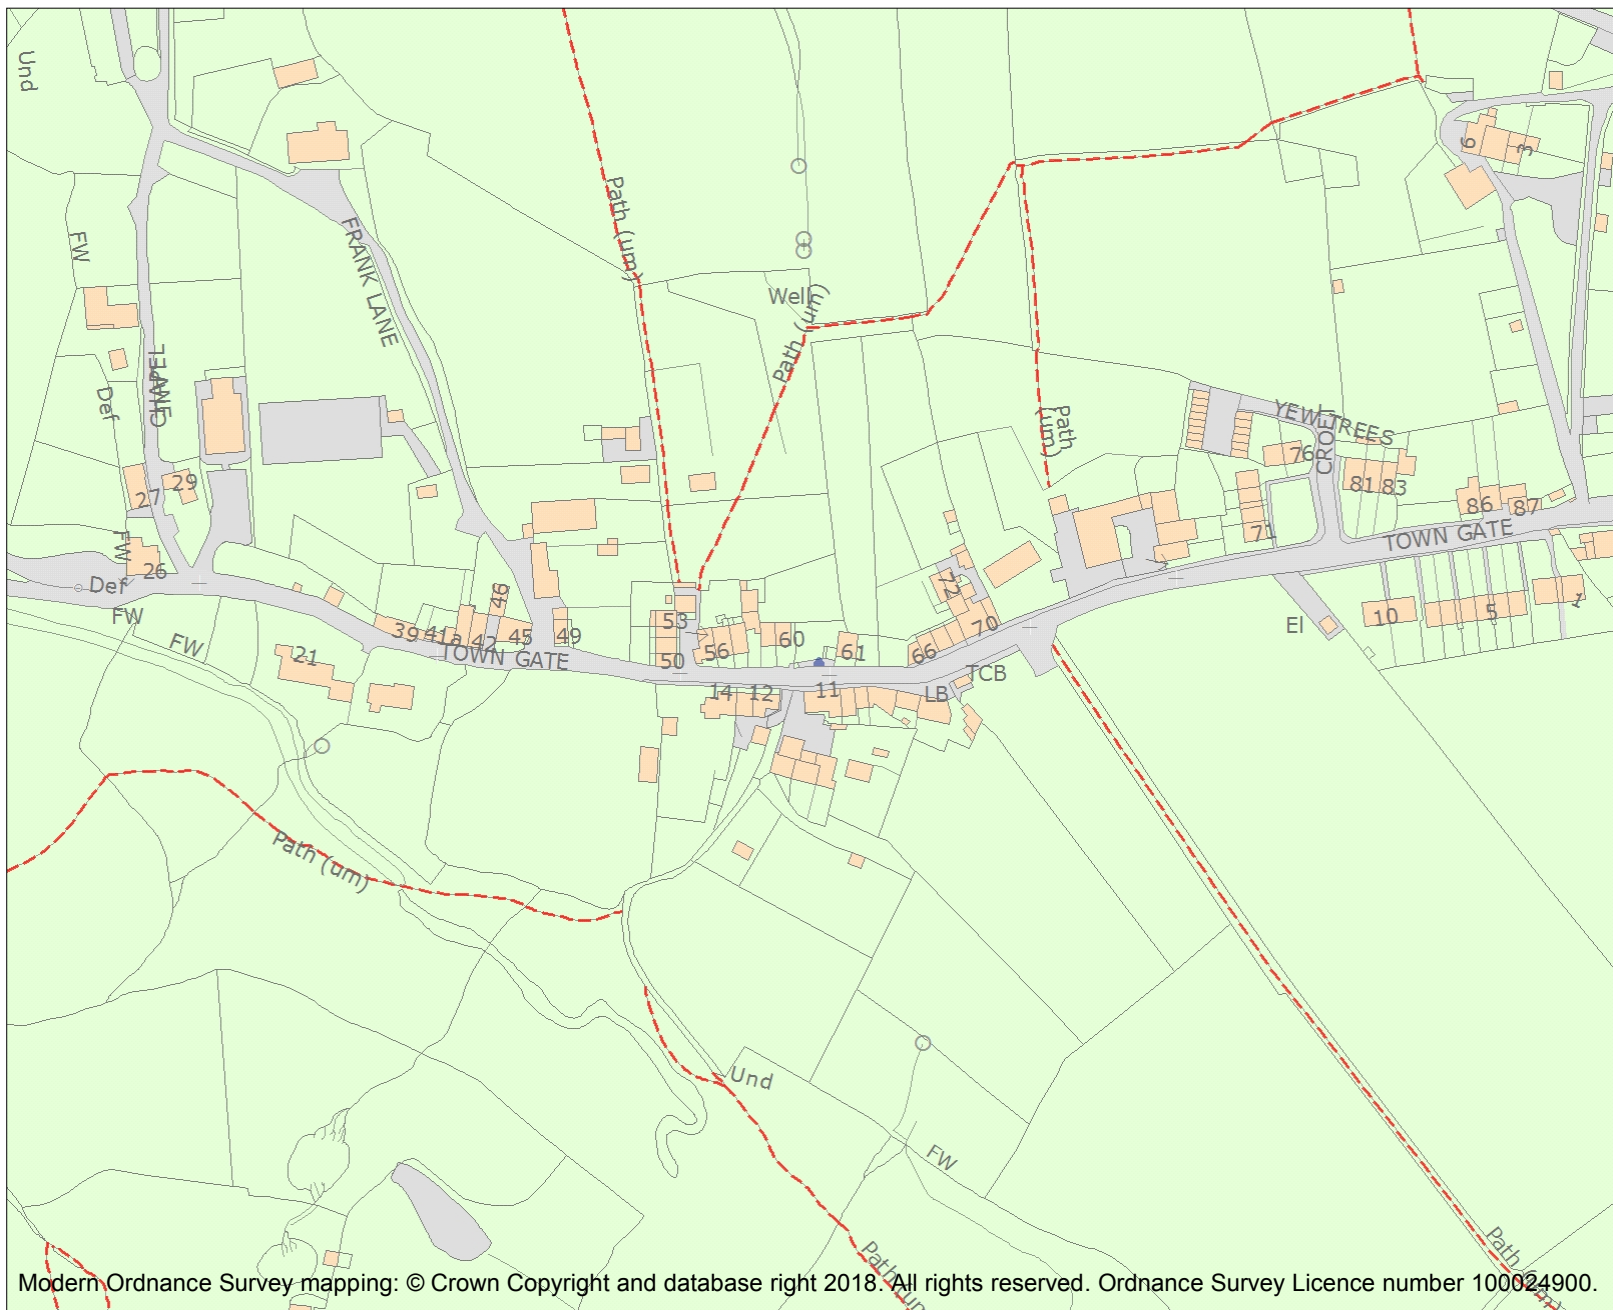 Und
6
3
FW
FRANK LANE
Path (um)
Well
Path (um)
CHAPEL
LANE
Def
Path
(um)
YEW TREES
CROFT
76
81 83
86 87
27 29
71
TOWN GATE
FW
26
Def
FW
46
39 41a 42 45 49
53
50
56
60
61
72
70
66
10
5
1
El
FW
21
TOWN GATE
14 12 11
LB
TCB
Path (um)
Und
FW
Path (um)
Modern Ordnance Survey mapping: © Crown Copyright and database right 2018. All rights reserved. Ordnance Survey Licence number 100024900.